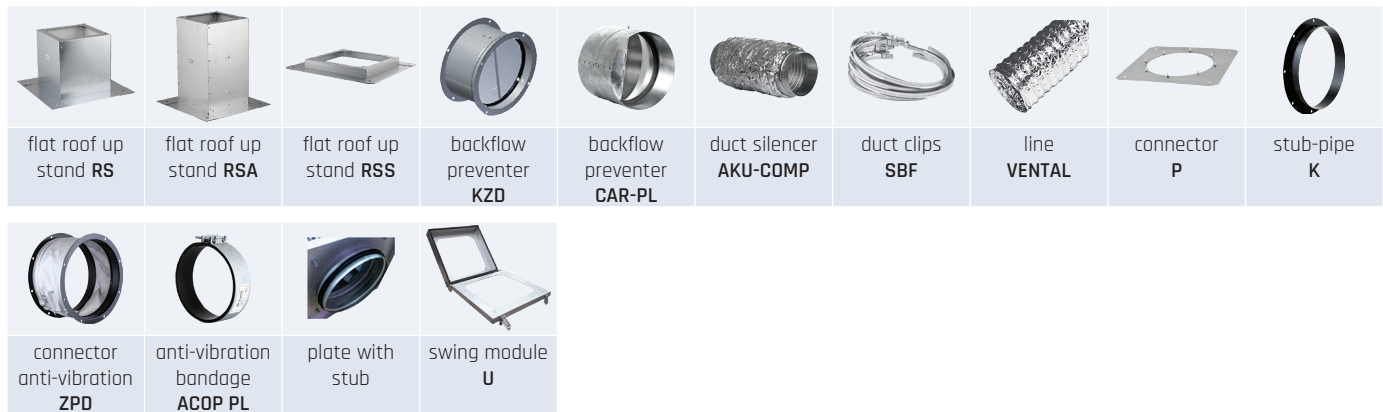 flat roof up
stand RS
flat roof up
stand RSA
flat roof up
stand RSS
backflow
preventer
KZD
backflow
preventer
CAR-PL
duct silencer
AKU-COMP
duct clips
SBF
line
VENTAL
connector
P
stub-pipe
K
connector
anti-vibration
ZPD
anti-vibration
bandage
ACOP PL
plate with
stub
swing module
U